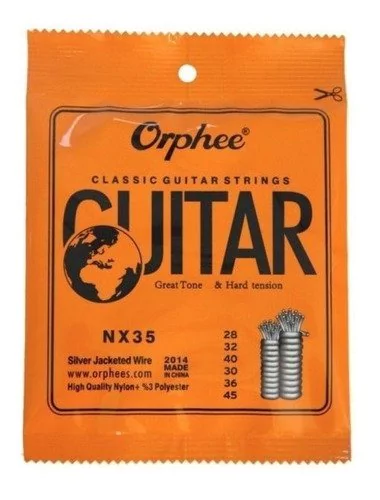 Orphee®
CLASSIC GUITAR STRINGS
GUITAR
Great Tone & Hard tension
NX35
Silver Jacketed Wire
www.orphees.com
High Quality Nylon+ %3 Polyester
2014
MADE
IN CHINA
28
32
40
30
36
45